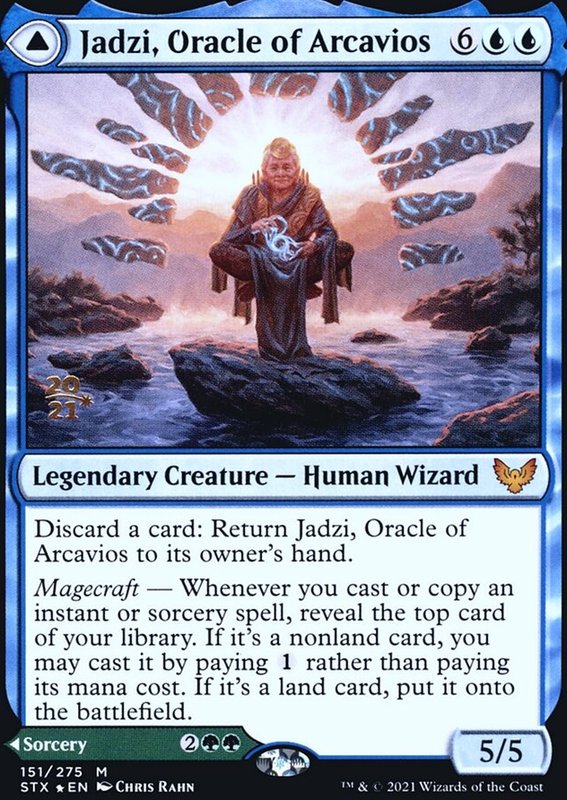 Jadzi, Oracle of Arcavios 6
20
21
Legendary Creature — Human Wizard
Discard a card: Return Jadzi, Oracle of
Arcavios to its owner's hand.
Magecraft — Whenever you cast or copy an
instant or sorcery spell, reveal the top card
of your library. If it's a nonland card, you
may cast it by paying 1 rather than paying
its mana cost. If it's a land card, put it onto
the battlefield.
Sorcery 2
5/5
151/275 M
STX ★ EN Chris Rahn
™ & © 2021 Wizards of the Coast